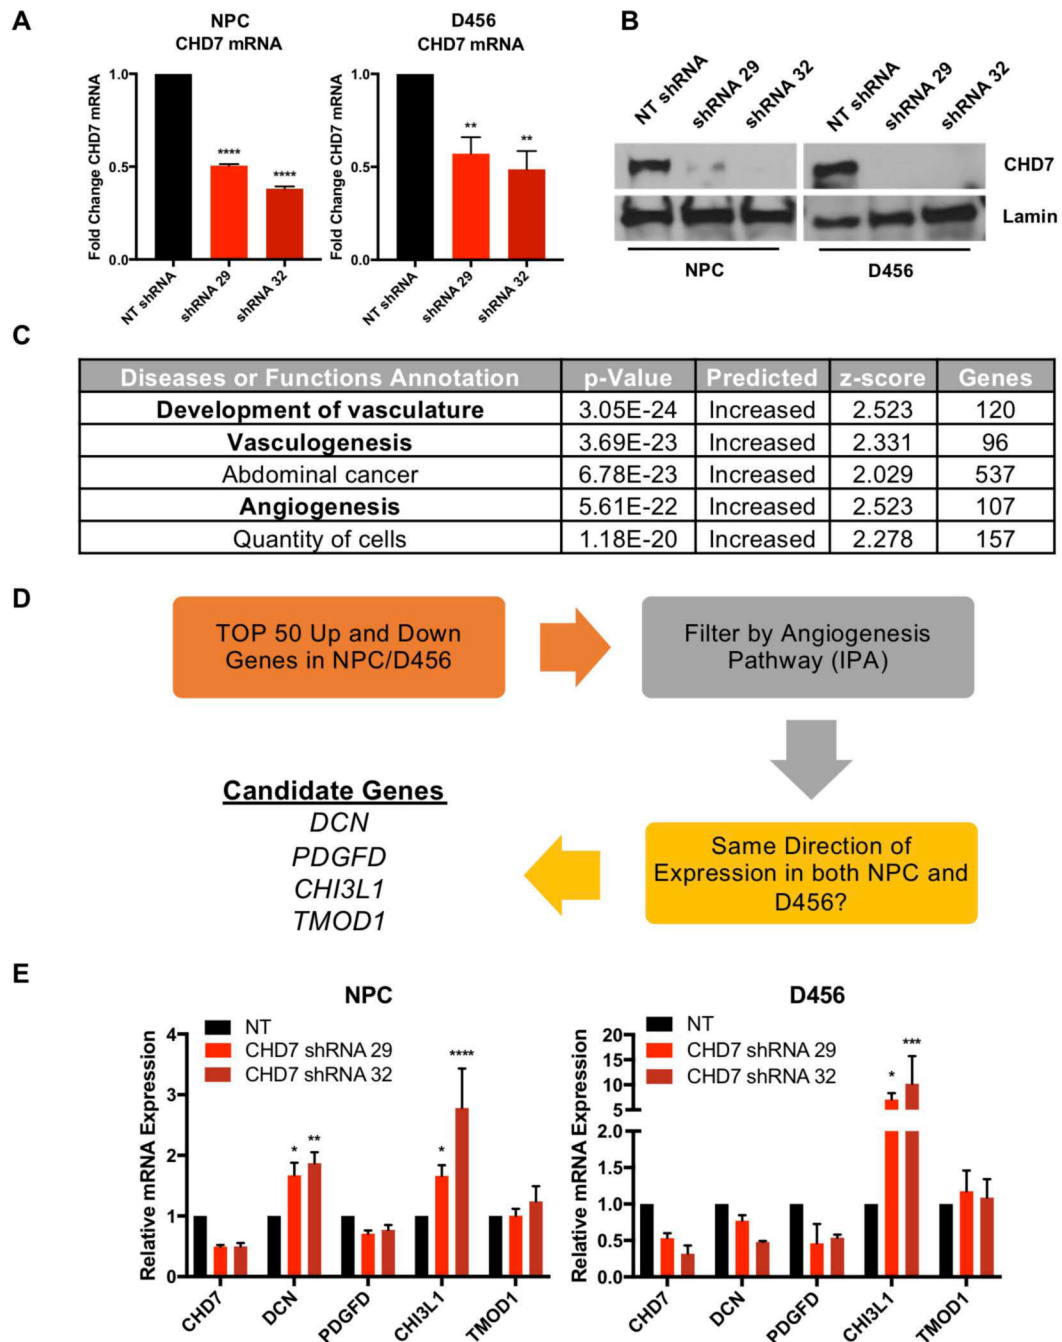 A
NPC
CHD7 mRNA
Fold Change CHD7 mRNA
1.0
0.5
0.0
****
****
NT shRNA
shRNA 29
shRNA 32
D456
CHD7 mRNA
Fold Change CHD7 mRNA
1.0
0.5
0.0
**
**
NT shRNA
shRNA 29
shRNA 32
B
NT shRNA shRNA 29 shRNA 32 NT shRNA shRNA 29 shRNA 32
CHD7
Lamin
NPC D456
C
Diseases or Functions Annotation p-Value Predicted z-score Genes
Development of vasculature 3.05E-24 Increased 2.523 120
Vasculogenesis 3.69E-23 Increased 2.331 96
Abdominal cancer 6.78E-23 Increased 2.029 537
Angiogenesis 5.61E-22 Increased 2.523 107
Quantity of cells 1.18E-20 Increased 2.278 157
D
TOP 50 Up and Down
Genes in NPC/D456
Filter by Angiogenesis
Pathway (IPA)
Same Direction of
Expression in both NPC and
D456?
Candidate Genes
DCN
PDGFD
CHI3L1
TMOD1
E
NPC
NT
CHD7 shRNA 29
CHD7 shRNA 32
Relative mRNA Expression
4
3
2
1
0
* ** * ****
CHD7 DCN PDGFD CHI3L1 TMOD1
D456
NT
CHD7 shRNA 29
CHD7 shRNA 32
Relative mRNA Expression
20
15
10
5
2.0
1.5
1.0
0.5
0.0
* ***
CHD7 DCN PDGFD CHI3L1 TMOD1